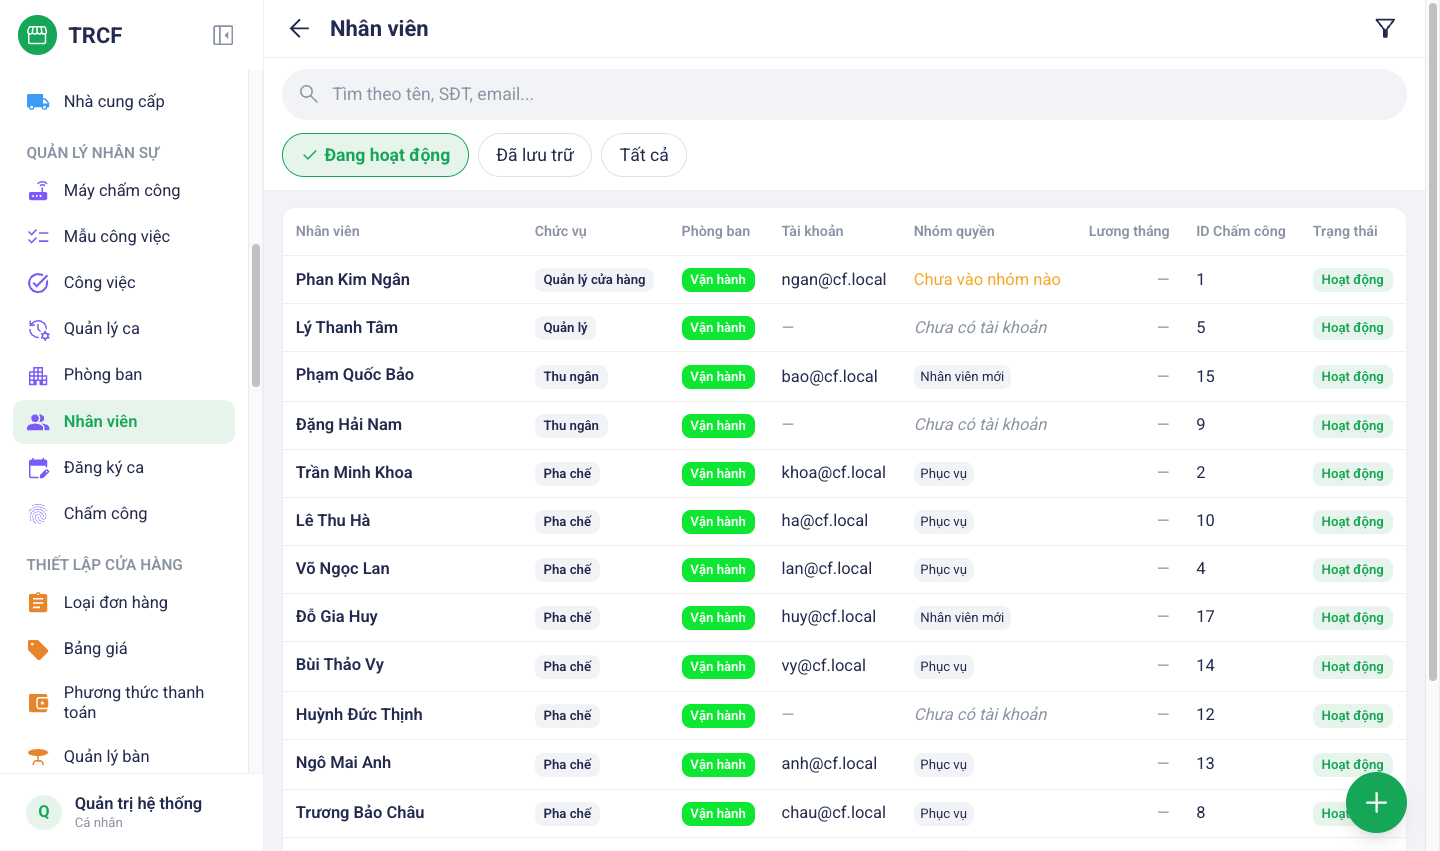 TRCF
Nhà cung cấp
QUẢN LÝ NHÂN SỰ
Máy chấm công
Mẫu công việc
Công việc
Quản lý ca
Phòng ban
Nhân viên
Đăng ký ca
Chấm công
THIẾT LẬP CỬA HÀNG
Loại đơn hàng
Bảng giá
Phương thức thanh
toán
Quản lý bàn
Q
Quản trị hệ thống
Cá nhân
Nhân viên
Tìm theo tên, SĐT, email...
Đang hoạt động Đã lưu trữ Tất cả
Nhân viên Chức vụ Phòng ban Tài khoản Nhóm quyền Lương tháng ID Chấm công Trạng thái
Phan Kim Ngân Quản lý cửa hàng Vận hành ngan@cf.local Chưa vào nhóm nào — 1 Hoạt động
Lý Thanh Tâm Quản lý Vận hành — Chưa có tài khoản — 5 Hoạt động
Phạm Quốc Bảo Thu ngân Vận hành bao@cf.local Nhân viên mới — 15 Hoạt động
Đặng Hải Nam Thu ngân Vận hành — Chưa có tài khoản — 9 Hoạt động
Trần Minh Khoa Pha chế Vận hành khoa@cf.local Phục vụ — 2 Hoạt động
Lê Thu Hà Pha chế Vận hành ha@cf.local Phục vụ — 10 Hoạt động
Võ Ngọc Lan Pha chế Vận hành lan@cf.local Phục vụ — 4 Hoạt động
Đỗ Gia Huy Pha chế Vận hành huy@cf.local Nhân viên mới — 17 Hoạt động
Bùi Thảo Vy Pha chế Vận hành vy@cf.local Phục vụ — 14 Hoạt động
Huỳnh Đức Thịnh Pha chế Vận hành — Chưa có tài khoản — 12 Hoạt động
Ngô Mai Anh Pha chế Vận hành anh@cf.local Phục vụ — 13 Hoạt động
Trương Bảo Châu Pha chế Vận hành chau@cf.local Phục vụ — 8